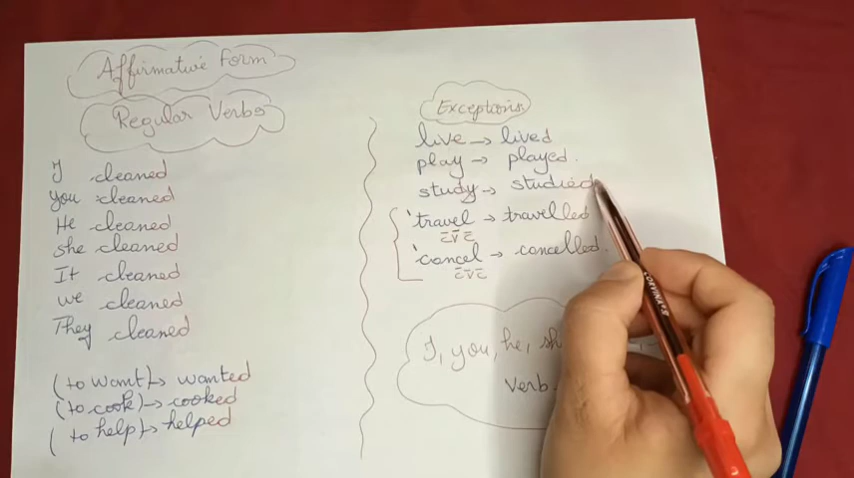 Affirmative Form
Regular Verbs
I cleaned
you cleaned
He cleaned
she cleaned
It cleaned
we cleaned
They cleaned
(to want)→ wanted
(to cook)→ cooked
(to help)→ helped
Exceptions
live → lived
play → played.
study → studied
'travel → travelled
CVC
'cancel → cancelled.
CVC
I, you, he, sh
Verb
CORVINA